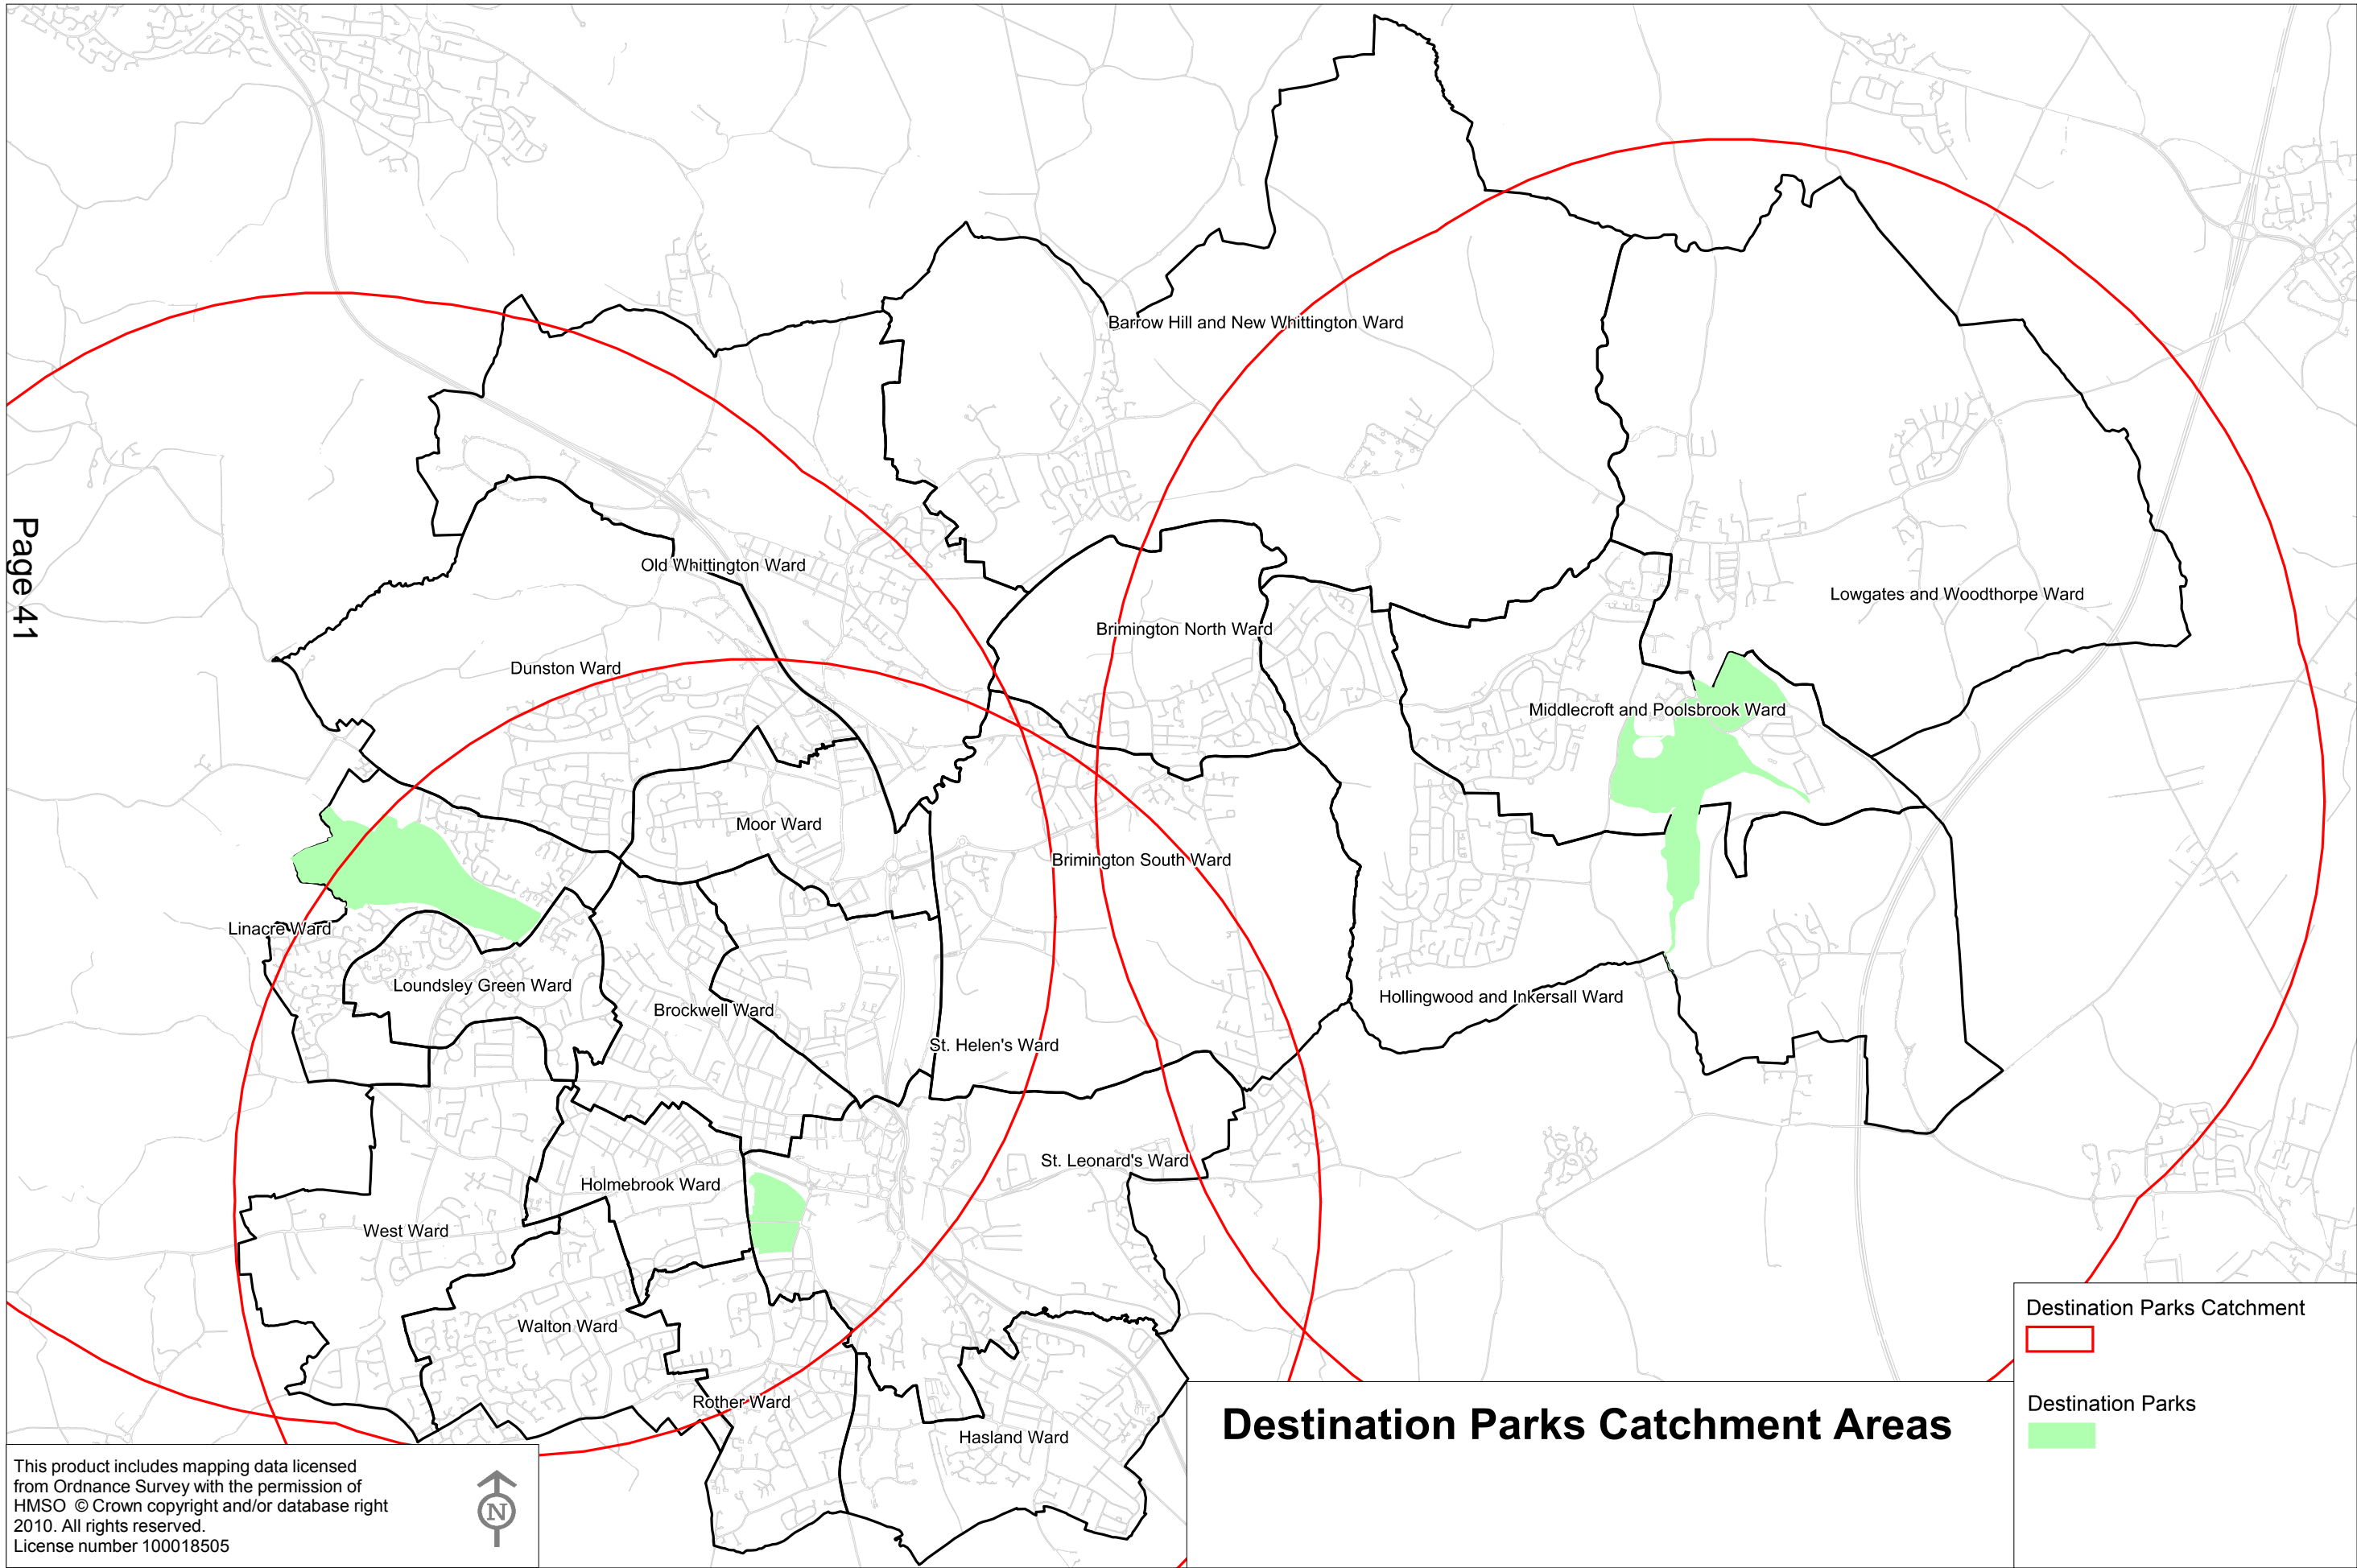 Page 41
Barrow Hill and New Whittington Ward
Old Whittington Ward
Lowgates and Woodthorpe Ward
Brimington North Ward
Dunston Ward
Middlecroft and Poolsbrook Ward
Moor Ward
Brimington South Ward
Linacre Ward
Loundsley Green Ward
Hollingwood and Inkersall Ward
Brockwell Ward
St. Helen's Ward
St. Leonard's Ward
Holmebrook Ward
West Ward
Walton Ward
Rother Ward
Hasland Ward
Destination Parks Catchment
Destination Parks
Destination Parks Catchment Areas
This product includes mapping data licensed
from Ordnance Survey with the permission of
HMSO © Crown copyright and/or database right
2010. All rights reserved.
License number 100018505
N